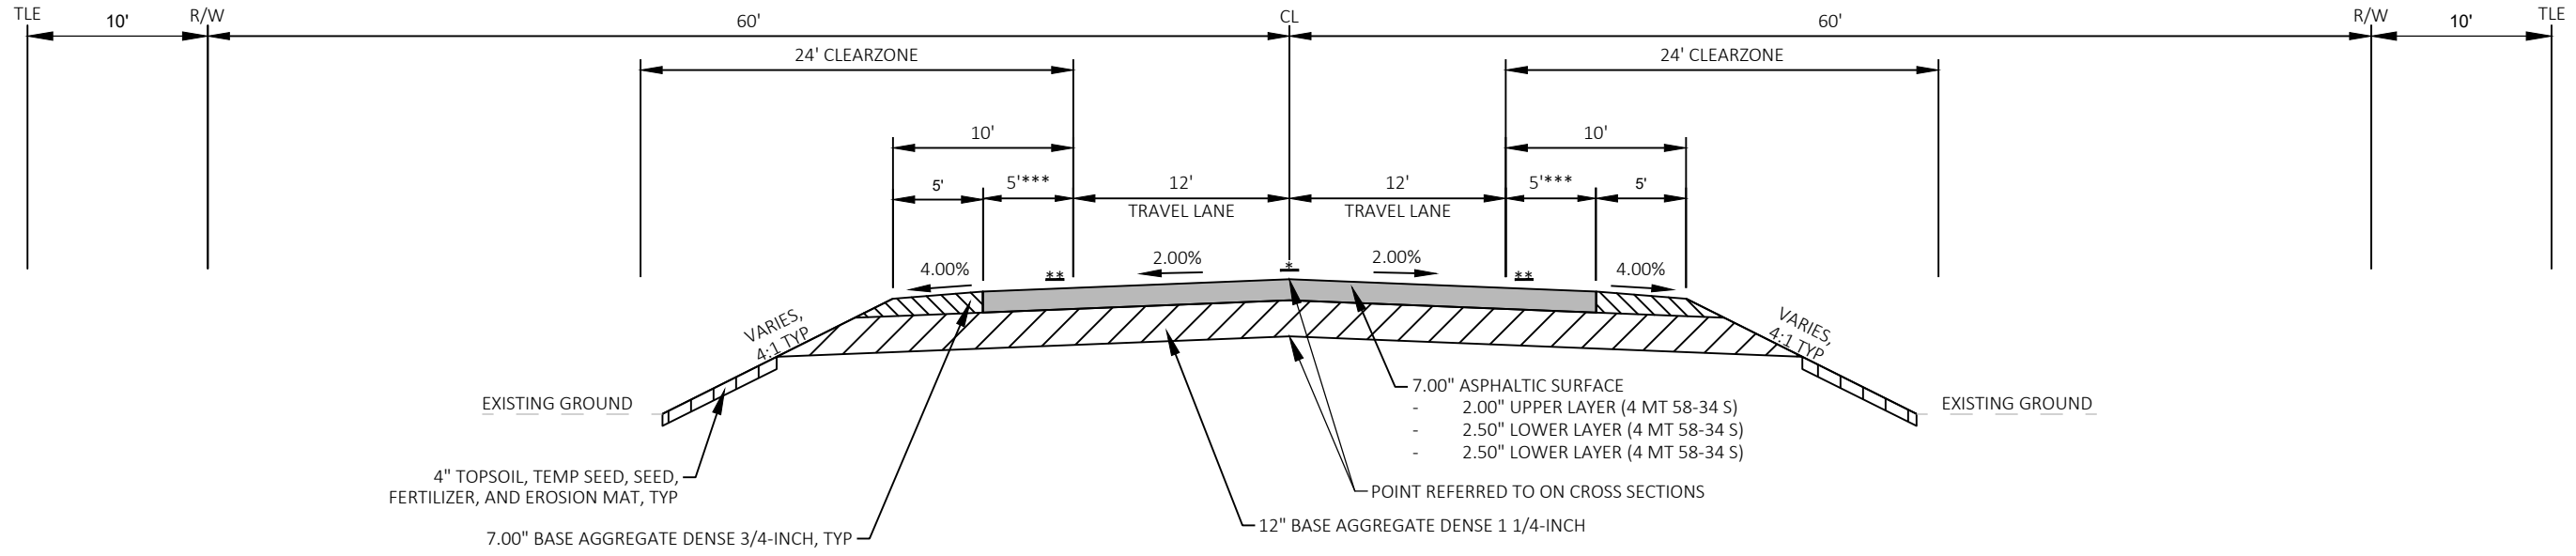 TLE
10'
R/W
60'
CL
60'
R/W
10'
TLE
24' CLEARZONE
24' CLEARZONE
10'
10'
5'
5'***
12'
12'
5'***
5'
TRAVEL LANE
TRAVEL LANE
4.00%
**
2.00%
*
2.00%
**
4.00%
VARIES,
4:1 TYP
VARIES,
4:1 TYP
EXISTING GROUND
EXISTING GROUND
7.00" ASPHALTIC SURFACE
- 2.00" UPPER LAYER (4 MT 58-34 S)
- 2.50" LOWER LAYER (4 MT 58-34 S)
- 2.50" LOWER LAYER (4 MT 58-34 S)
4" TOPSOIL, TEMP SEED, SEED,
FERTILIZER, AND EROSION MAT, TYP
POINT REFERRED TO ON CROSS SECTIONS
12" BASE AGGREGATE DENSE 1 1/4-INCH
7.00" BASE AGGREGATE DENSE 3/4-INCH, TYP